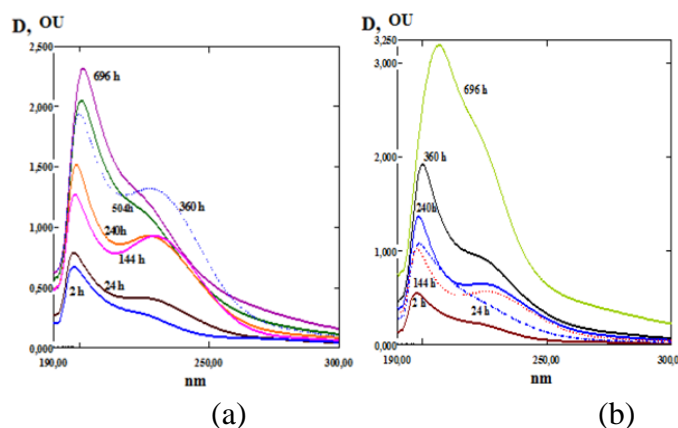 D, OU
2,500
2,000
1,500
1,000
0,500
0,000
190,00
250,00
300,00
nm
696 h
504h
360 h
240h
144 h
24 h
2 h
(a)
D, OU
3,250
3,000
2,000
1,000
0,000
190,00
250,00
300,00
nm
696 h
360 h
240h
144 h
24 h
2 h
(b)